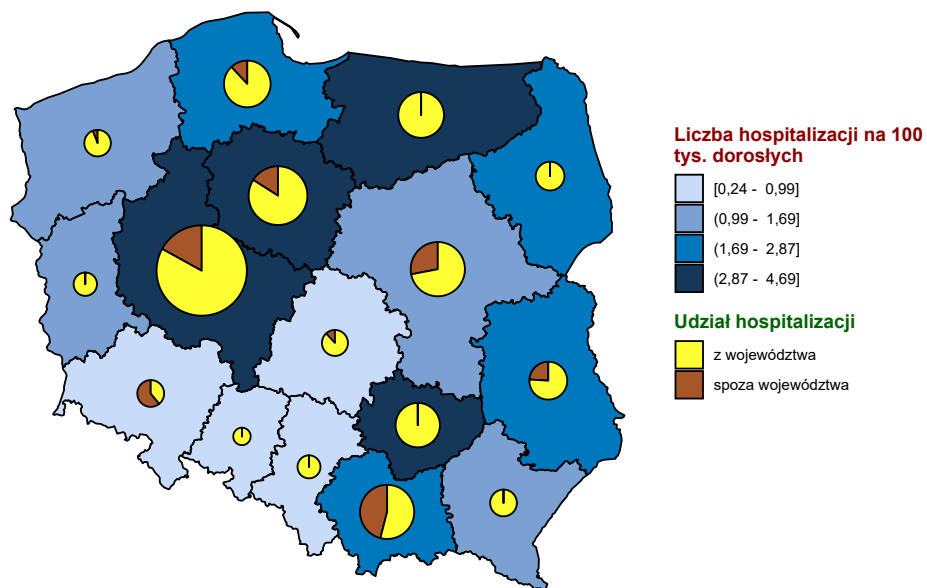 Liczba hospitalizacji na 100
tys. dorosłych
[0,24 - 0,99]
(0,99 - 1,69]
(1,69 - 2,87]
(2,87 - 4,69]
Udział hospitalizacji
z województwa
spoza województwa